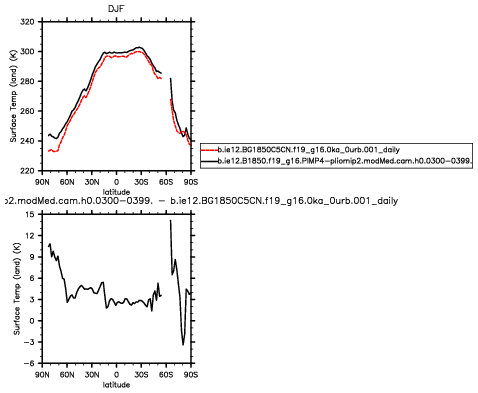 DJF
320
300
280
260
240
220
Surface Temp (land) (K)
90N 60N 30N 0 30S 60S 90S
latitude
b.ie12.BG1850C5CN.f19_g16.0ka_0urb.001_daily
b.ie12.B1850.f19_g16.PlMP4-pliomip2.modMed.cam.h0.0300-0399.
o2.modMed.cam.h0.0300-0399. - b.ie12.BG1850C5CN.f19_g16.0ka_0urb.001_daily
15
12
9
6
3
0
-3
-6
Surface Temp (land) (K)
90N 60N 30N 0 30S 60S 90S
latitude